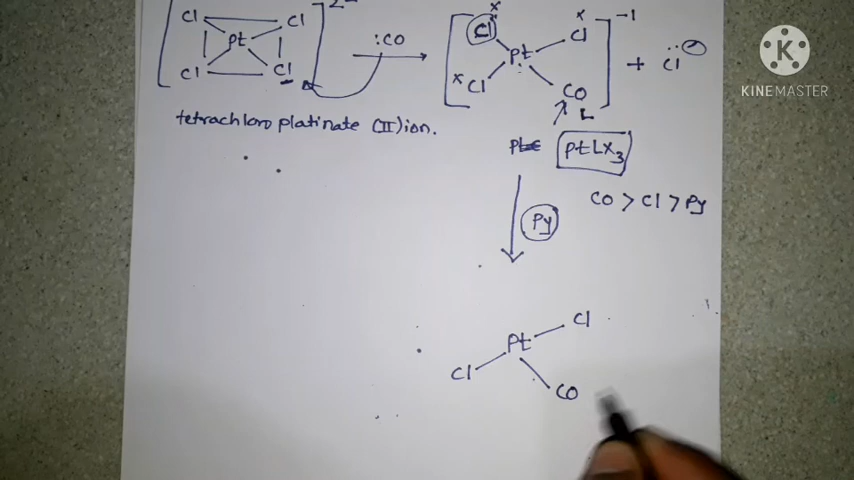 [ Cl Cl Pt Cl Cl ] 2-
:CO
[ Cl x Cl x Pt x Cl CO L ] -1 + :Cl -
tetrachloro platinate (II) ion.
PtLX3
CO > Cl > Py
Py
Cl
Pt
Cl
CO
K
KINEMASTER